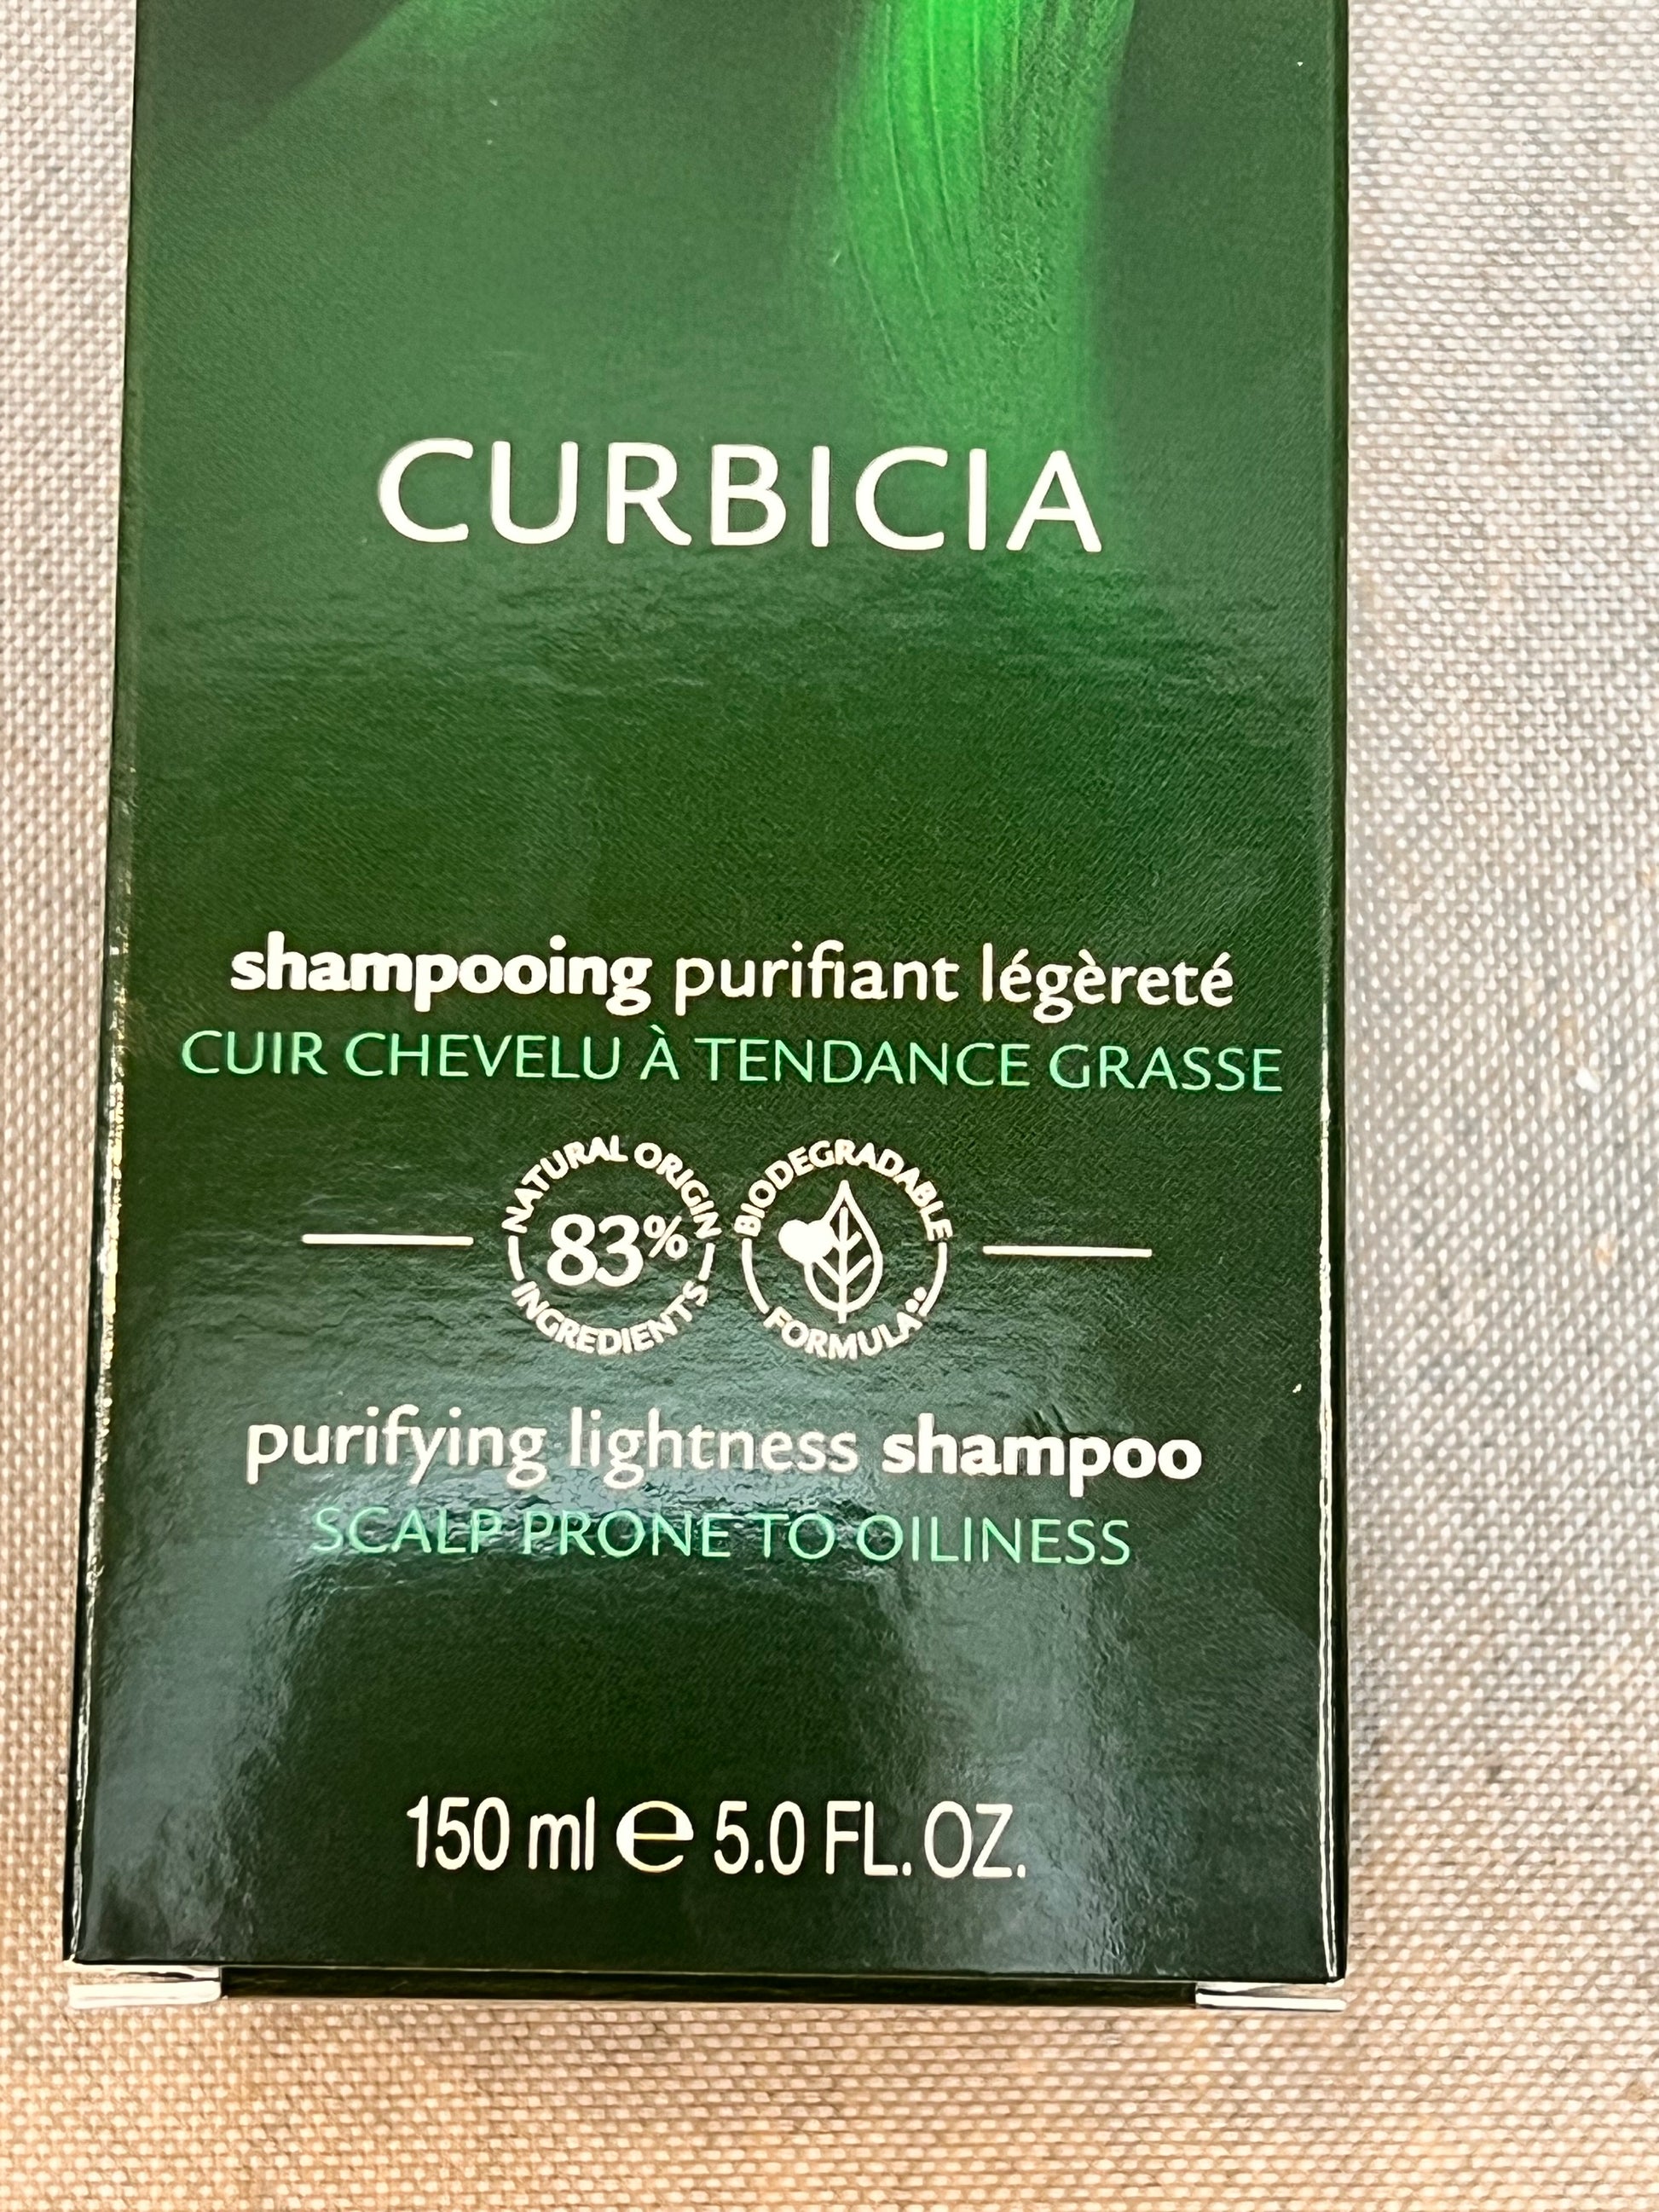 CURBICIA
shampooing purifiant légèreté
CUIR CHEVELU À TENDANCE GRASSE
NATURAL ORIGIN
83%
INGREDIENTS
BIODEGRADABLE
FORMULA••
purifying lightness shampoo
SCALP PRONE TO OILINESS
150 ml e 5.0 FL. OZ.